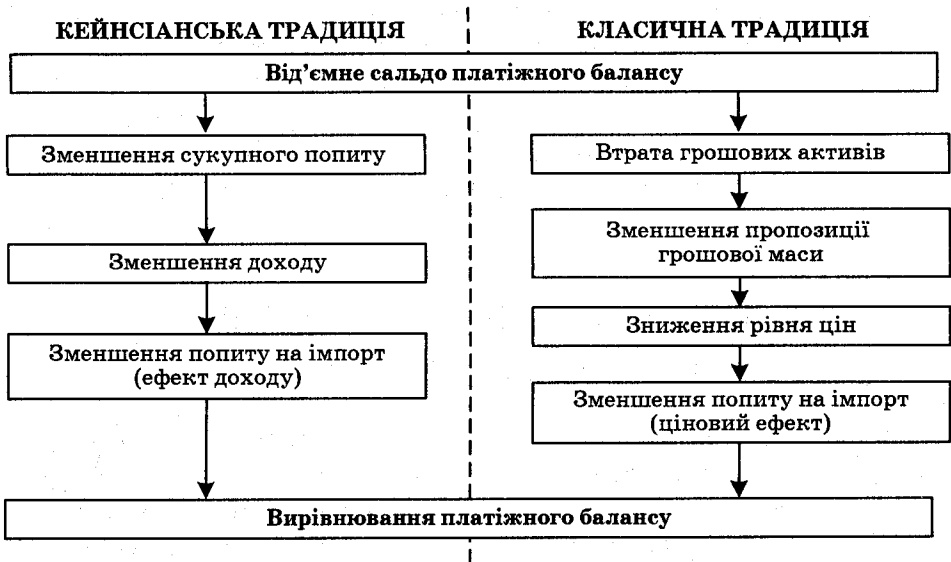 КЕЙНСІАНСЬКА ТРАДИЦІЯ
КЛАСИЧНА ТРАДИЦІЯ
Від’ємне сальдо платіжного балансу
Зменшення сукупного попиту
Зменшення доходу
Зменшення попиту на імпорт
(ефект доходу)
Втрата грошових активів
Зменшення пропозиції
грошової маси
Зниження рівня цін
Зменшення попиту на імпорт
(ціновий ефект)
Вирівнювання платіжного балансу